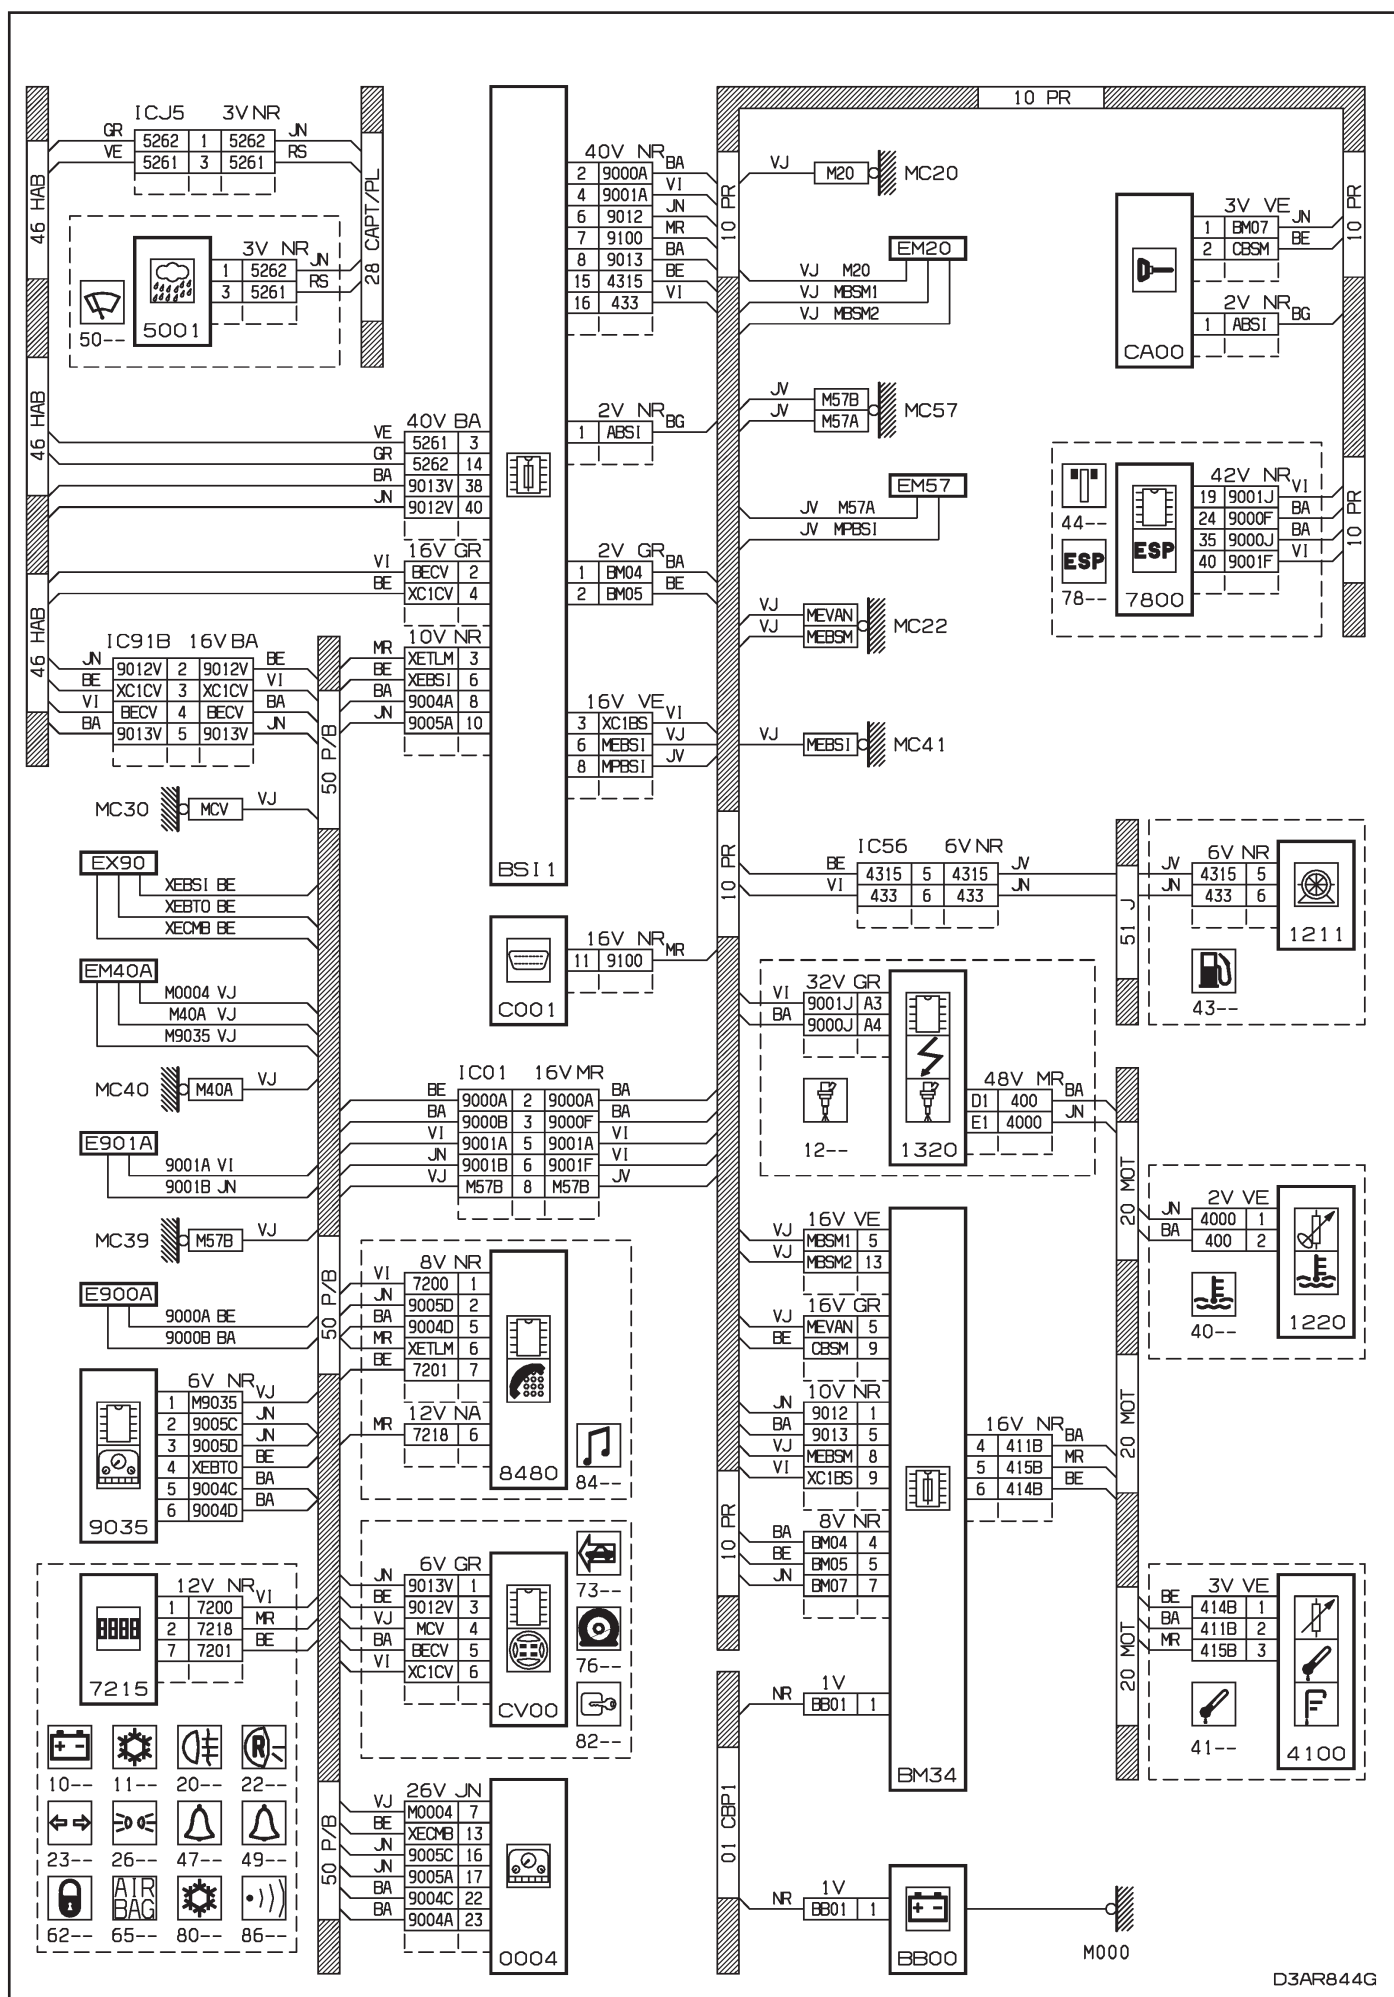 10 PR
ICJ5 3V NR
GR 5262 1 5262 JN
VE 5261 3 5261 RS
46 HAB
28 CAPT/PL
3V NR
1 5262 JN
3 5261 RS
50--
5001
40V NR
2 9000A BA
4 9001A VI
6 9012 JN
7 9100 MR
8 9013 BA
15 4315 BE
16 433 VI
10 PR
VJ M20 MC20
EM20
VJ M20
VJ MBSM1
VJ MBSM2
3V VE
1 BM07 JN
2 CBSM BE
2V NR
1 ABSI BG
CA00
10 PR
46 HAB
40V BA
VE 5261 3
GR 5262 14
BA 9013V 38
JN 9012V 40
2V NR
1 ABSI BG
JV M57B
JV M57A
MC57
EM57
JV M57A
JV MPBSI
42V NR
19 9001J VI
24 9000F BA
35 9000J BA
40 9001F VI
44--
ESP
78--
ESP
7800
10 PR
16V GR
VI BECV 2
BE XC1CV 4
2V GR
1 BM04 BA
2 BM05 BE
VJ MEVAN
VJ MEBSM
MC22
46 HAB
IC91B 16V BA
JN 9012V 2 9012V BE
BE XC1CV 3 XC1CV VI
VI BECV 4 BECV BA
BA 9013V 5 9013V JN
50 P/B
10V NR
MR XETLM 3
BE XEBSI 6
BA 9004A 8
JN 9005A 10
16V VE
3 XC1BS VI
6 MEBSI VJ
8 MPBSI JV
VJ MEBSI MC41
BSI1
MC30 MCV VJ
EX90
XEBSI BE
XEBTO BE
XECMB BE
10 PR
IC56 6V NR
BE 4315 5 4315 JV
VI 433 6 433 JN
51 J
6V NR
JV 4315 5
JN 433 6
1211
43--
16V NR
11 9100 MR
C001
EM40A
M0004 VJ
M40A VJ
M9035 VJ
MC40 M40A VJ
32V GR
VI 9001J A3
BA 9000J A4
12--
48V MR
D1 400 BA
E1 4000 JN
1320
IC01 16V MR
BE 9000A 2 9000A BA
BA 9000B 3 9000F BA
VI 9001A 5 9001A VI
JN 9001B 6 9001F VI
VJ M57B 8 M57B JV
E901A
9001A VI
9001B JN
MC39 M57B VJ
E900A
9000A BE
9000B BA
50 P/B
20 MOT
2V VE
JN 4000 1
BA 400 2
40--
1220
8V NR
VI 7200 1
JN 9005D 2
BA 9004D 5
MR XETLM 6
BE 7201 7
12V NA
MR 7218 6
8480
84--
16V VE
VJ MBSM1 5
VJ MBSM2 13
16V GR
VJ MEVAN 5
BE CBSM 9
10V NR
JN 9012 1
BA 9013 5
VJ MEBSM 8
VI XC1BS 9
8V NR
BA BM04 4
BE BM05 5
JN BM07 7
10 PR
16V NR
4 411B BA
5 415B MR
6 414B BE
20 MOT
6V NR
1 M9035 VJ
2 9005C JN
3 9005D JN
4 XEBTO BE
5 9004C BA
6 9004D BA
9035
6V GR
JN 9013V 1
BE 9012V 3
VJ MCV 4
BA BECV 5
VI XC1CV 6
CV00
73--
76--
82--
12V NR
1 7200 VI
2 7218 MR
7 7201 BE
7215
20 MOT
3V VE
BE 414B 1
BA 411B 2
MR 415B 3
41--
4100
1V
NR BB01 1
BM34
R
10-- 11-- 20-- 22--
23-- 26-- 47-- 49--
AIR
BAG
62-- 65-- 80-- 86--
50 P/B
26V JN
VJ M0004 7
BE XECMB 13
JN 9005C 16
JN 9005A 17
BA 9004C 22
BA 9004A 23
0004
01 CBP1
1V
NR BB01 1
BB00
M000
D3AR844G